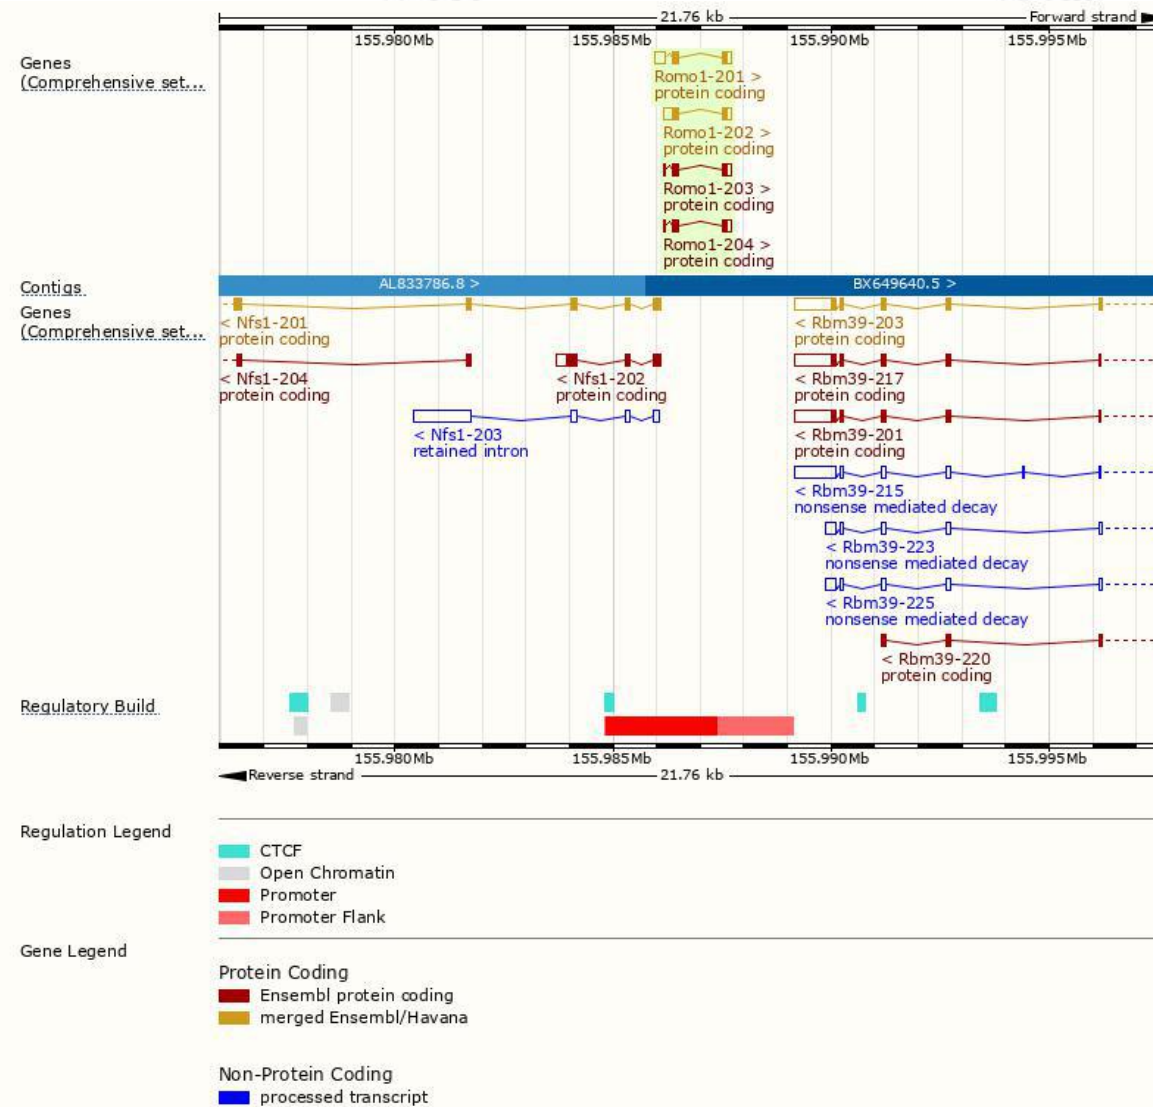 21.76 kb
Forward strand
155.980Mb 155.985Mb 155.990Mb 155.995Mb
Genes
(Comprehensive set...
Romo1-201 >
protein coding
Romo1-202 >
protein coding
Romo1-203 >
protein coding
Romo1-204 >
protein coding
Contigs
AL833786.8 >
BX649640.5 >
Genes
(Comprehensive set...
< Nfs1-201
protein coding
< Rbm39-203
protein coding
< Nfs1-204
protein coding
< Nfs1-202
protein coding
< Rbm39-217
protein coding
< Nfs1-203
retained intron
< Rbm39-201
protein coding
< Rbm39-215
nonsense mediated decay
< Rbm39-223
nonsense mediated decay
< Rbm39-225
nonsense mediated decay
< Rbm39-220
protein coding
Regulatory Build
155.980Mb 155.985Mb 155.990Mb 155.995Mb
Reverse strand
21.76 kb
Regulation Legend
CTCF
Open Chromatin
Promoter
Promoter Flank
Gene Legend
Protein Coding
Ensembl protein coding
merged Ensembl/Havana
Non-Protein Coding
processed transcript